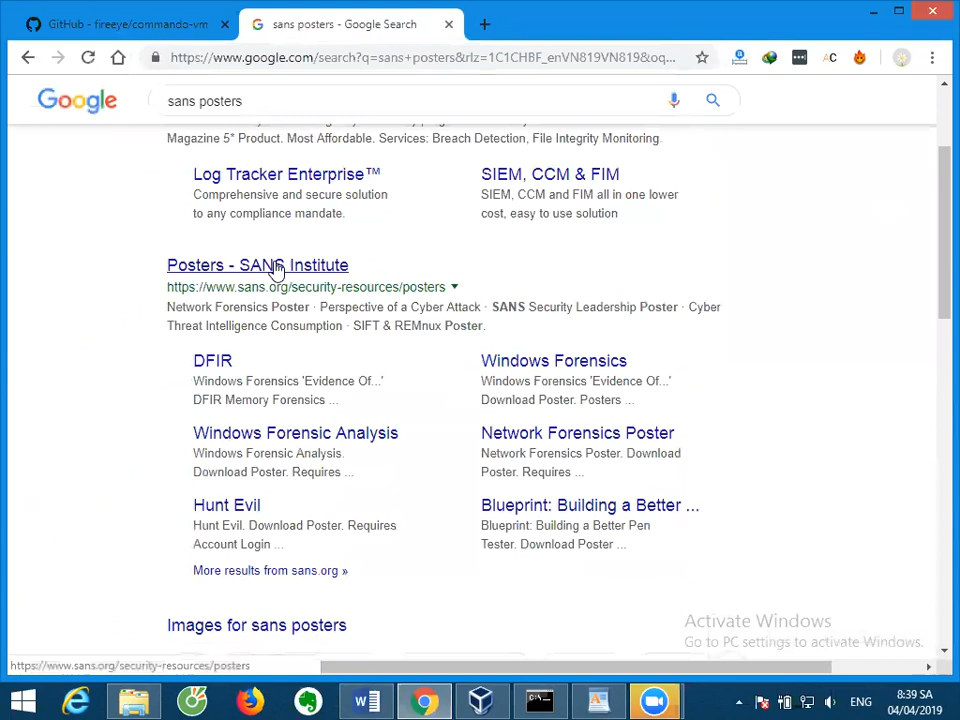 GitHub - fireeye/commando-vm
sans posters - Google Search
https://www.google.com/search?q=sans+posters&rlz=1C1CHBF_enVN819VN819&oq...
AC
Google
sans posters
Magazine 5* Product. Most Affordable. Services: Breach Detection, File Integrity Monitoring.
Log Tracker Enterprise™
SIEM, CCM & FIM
Comprehensive and secure solution
SIEM, CCM and FIM all in one lower
to any compliance mandate.
cost, easy to use solution
Posters - SANS Institute
https://www.sans.org/security-resources/posters
Network Forensics Poster · Perspective of a Cyber Attack · SANS Security Leadership Poster · Cyber
Threat Intelligence Consumption · SIFT & REMnux Poster.
DFIR
Windows Forensics
Windows Forensics 'Evidence Of...'
Windows Forensics 'Evidence Of...'
DFIR Memory Forensics ...
Download Poster. Posters ...
Windows Forensic Analysis
Network Forensics Poster
Windows Forensic Analysis.
Network Forensics Poster. Download
Download Poster. Requires ...
Poster. Requires ...
Hunt Evil
Blueprint: Building a Better ...
Hunt Evil. Download Poster. Requires
Blueprint: Building a Better Pen
Account Login ...
Tester. Download Poster ...
More results from sans.org »
Images for sans posters
Activate Windows
Go to PC settings to activate Windows.
https://www.sans.org/security-resources/posters
ENG
8:39 SA
04/04/2019